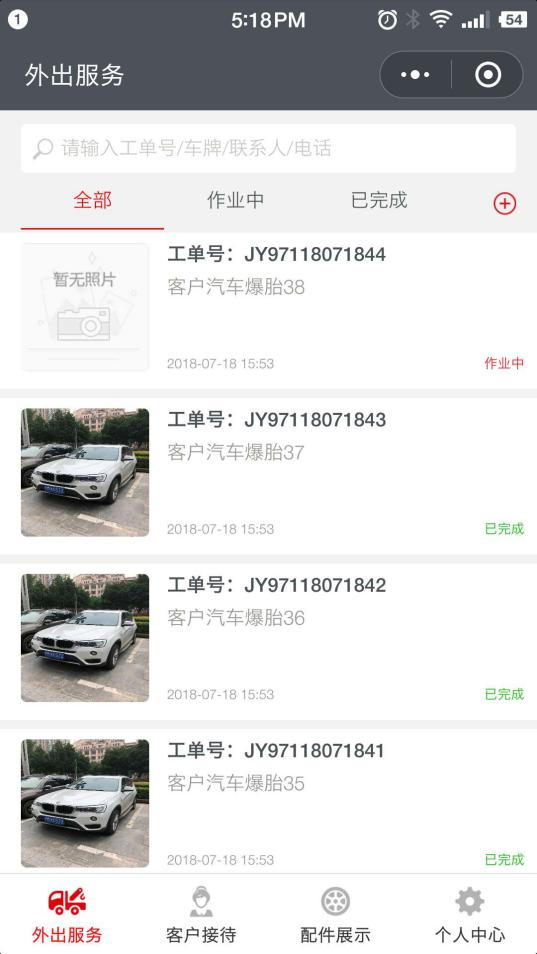 1
5:18PM
54
外出服务
请输入工单号/车牌/联系人/电话
全部
作业中
已完成
暂无照片
工单号：JY97118071844
客户汽车爆胎38
2018-07-18 15:53
作业中
工单号：JY97118071843
客户汽车爆胎37
2018-07-18 15:53
已完成
工单号：JY97118071842
客户汽车爆胎36
2018-07-18 15:53
已完成
工单号：JY97118071841
客户汽车爆胎35
2018-07-18 15:53
已完成
外出服务
客户接待
配件展示
个人中心